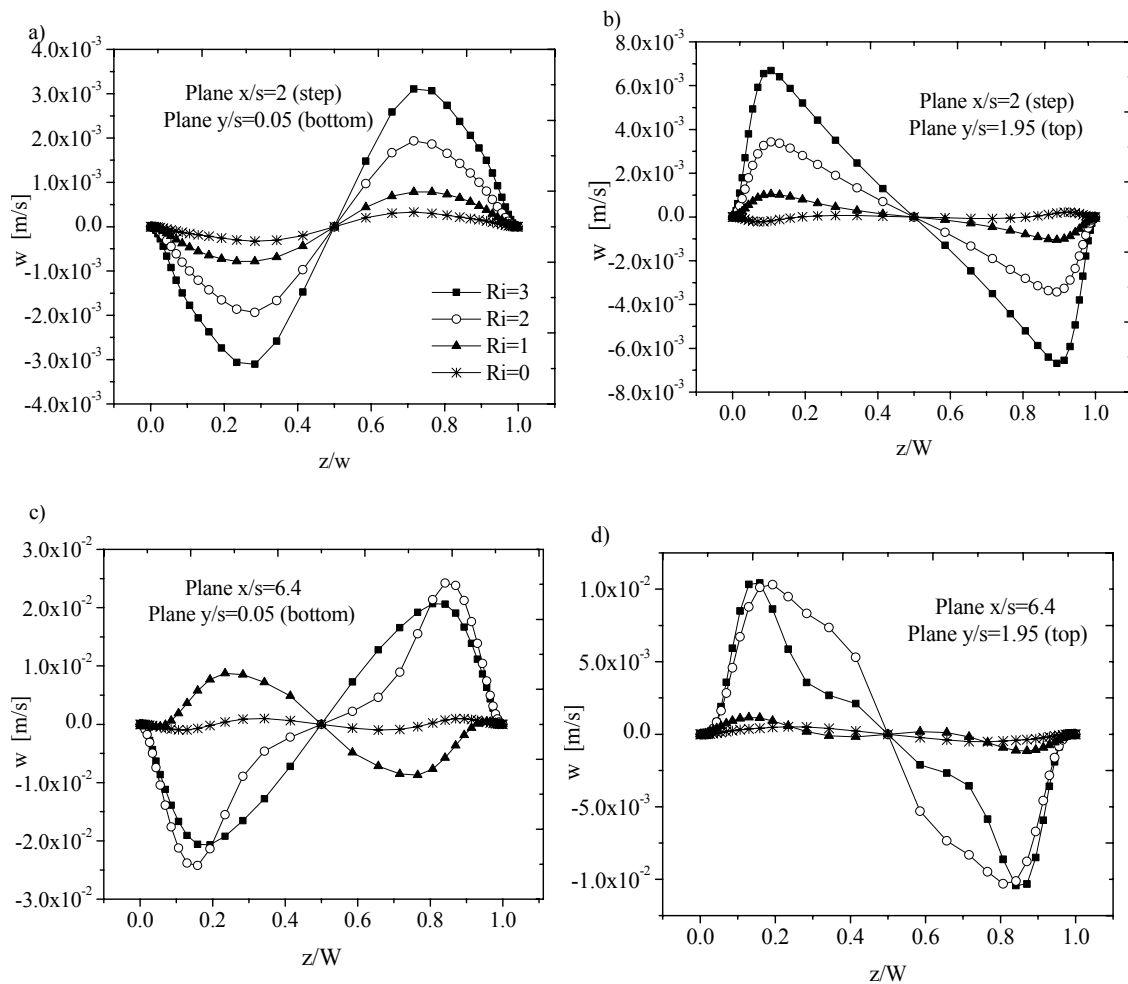 a)
4.0x10⁻³
3.0x10⁻³
2.0x10⁻³
1.0x10⁻³
0.0
-1.0x10⁻³
-2.0x10⁻³
-3.0x10⁻³
-4.0x10⁻³
w [m/s]
Plane x/s=2 (step)
Plane y/s=0.05 (bottom)
Ri=3
Ri=2
Ri=1
Ri=0
0.0 0.2 0.4 0.6 0.8 1.0
z/w
b)
8.0x10⁻³
6.0x10⁻³
4.0x10⁻³
2.0x10⁻³
0.0
-2.0x10⁻³
-4.0x10⁻³
-6.0x10⁻³
-8.0x10⁻³
w [m/s]
Plane x/s=2 (step)
Plane y/s=1.95 (top)
0.0 0.2 0.4 0.6 0.8 1.0
z/W
c)
3.0x10⁻²
2.0x10⁻²
1.0x10⁻²
0.0
-1.0x10⁻²
-2.0x10⁻²
-3.0x10⁻²
w [m/s]
Plane x/s=6.4
Plane y/s=0.05 (bottom)
0.0 0.2 0.4 0.6 0.8 1.0
z/W
d)
1.0x10⁻²
5.0x10⁻³
0.0
-5.0x10⁻³
-1.0x10⁻²
w [m/s]
Plane x/s=6.4
Plane y/s=1.95 (top)
0.0 0.2 0.4 0.6 0.8 1.0
z/W